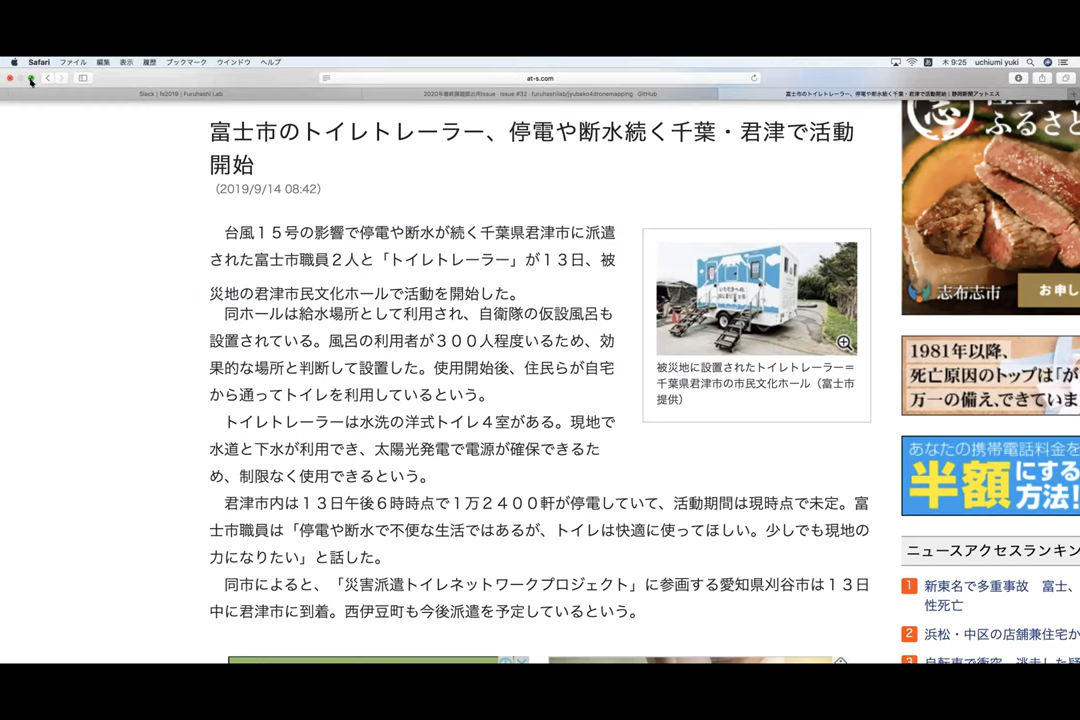 Safari ファイル 編集 表示 履歴 ブックマーク ウインドウ ヘルプ
木 9:25 uchiumi yuki
at-s.com
Slack | fs2019 | Furuhashi Lab
2020年最終課題提出用Issue · Issue #32 · furuhashilab/jyubako4dronemapping · GitHub
富士市のトイレトレーラー、停電や断水続く千葉・君津で活動開始｜静岡新聞アットエス
富士市のトイレトレーラー、停電や断水続く千葉・君津で活動
開始
（2019/9/14 08:42）
台風１５号の影響で停電や断水が続く千葉県君津市に派遣
された富士市職員２人と「トイレトレーラー」が１３日、被
災地の君津市民文化ホールで活動を開始した。
同ホールは給水場所として利用され、自衛隊の仮設風呂も
設置されている。風呂の利用者が３００人程度いるため、効
果的な場所と判断して設置した。使用開始後、住民らが自宅
から通ってトイレを利用しているという。
トイレトレーラーは水洗の洋式トイレ４室がある。現地で
水道と下水が利用でき、太陽光発電で電源が確保できるた
め、制限なく使用できるという。
君津市内は１３日午後６時時点で１万２４００軒が停電していて、活動期間は現時点で未定。富
士市職員は「停電や断水で不便な生活ではあるが、トイレは快適に使ってほしい。少しでも現地の
力になりたい」と話した。
同市によると、「災害派遣トイレネットワークプロジェクト」に参画する愛知県刈谷市は１３日
中に君津市に到着。西伊豆町も今後派遣を予定しているという。
被災地に設置されたトイレトレーラー＝
千葉県君津市の市民文化ホール（富士市
提供）
志
ふるさと
志布志市
お申し
1981年以降、
死亡原因のトップは「が
万一の備え、できていま
あなたの携帯電話料金を
半額にする
方法!
ニュースアクセスランキン
1 新東名で多重事故　富士、
性死亡
2 浜松・中区の店舗兼住宅か
3